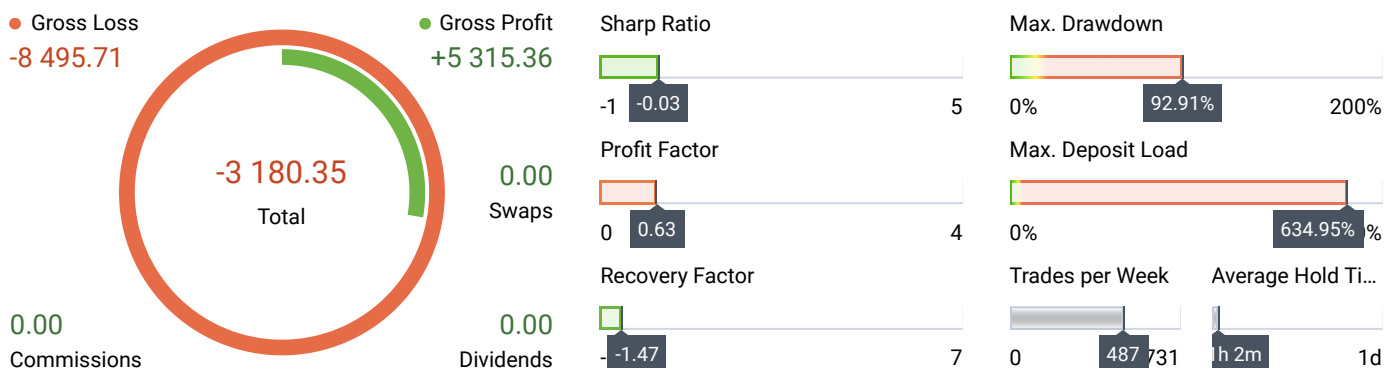 Gross Loss
-8 495.71
Gross Profit
+5 315.36
-3 180.35
Total
0.00
Swaps
0.00
Commissions
0.00
Dividends
Sharp Ratio
-1
-0.03
5
Profit Factor
0
0.63
4
Recovery Factor
-
-1.47
7
Max. Drawdown
0%
92.91%
200%
Max. Deposit Load
0%
634.95%
%
Trades per Week
0
487
731
Average Hold Ti...
1h 2m
1d